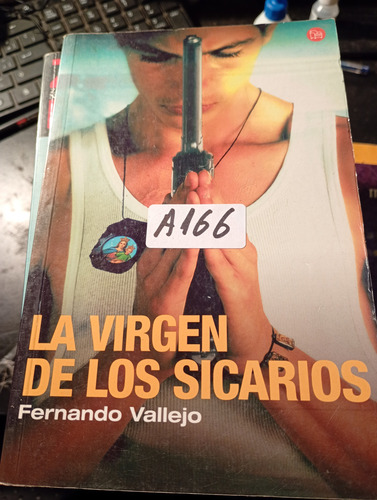 A166
LA VIRGEN
DE LOS SICARIOS
Fernando Vallejo